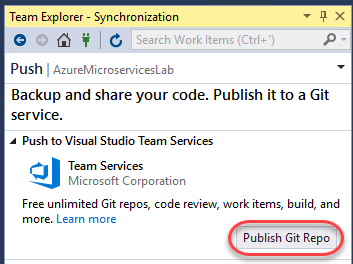 Team Explorer - Synchronization
Search Work Items (Ctrl+')
Push | AzureMicroservicesLab
Backup and share your code. Publish it to a Git
service.
Push to Visual Studio Team Services
Team Services
Microsoft Corporation
Free unlimited Git repos, code review, work items, build, and
more. Learn more
Publish Git Repo